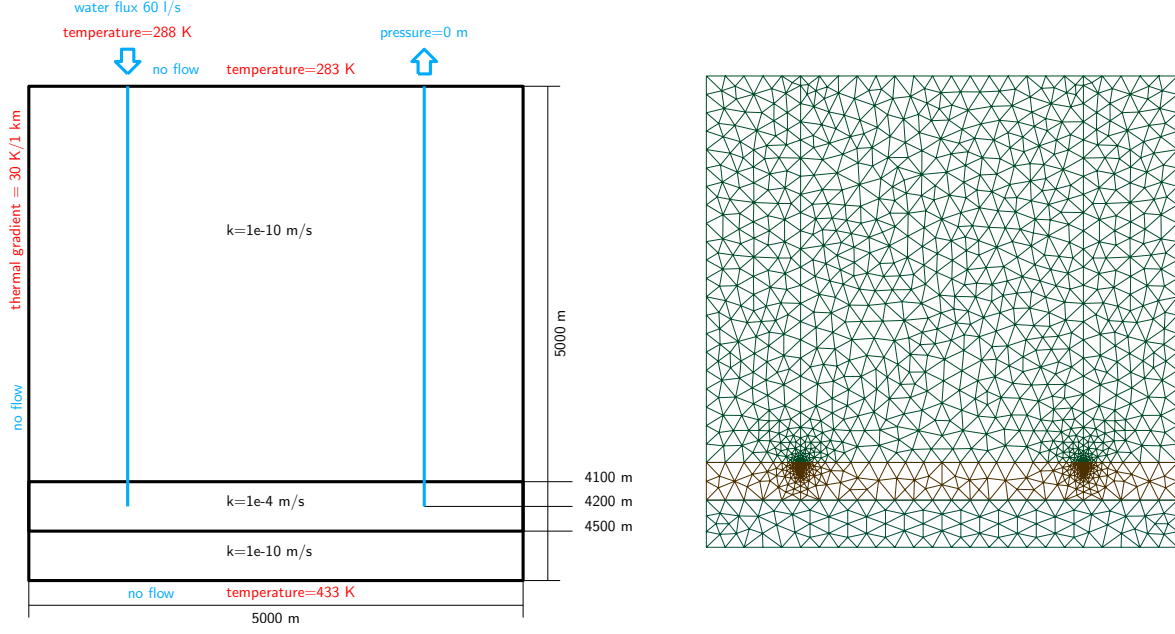 water flux 60 l/s
temperature=288 K
pressure=0 m
no flow
temperature=283 K
thermal gradient = 30 K/1 km
no flow
k=1e-10 m/s
5000 m
4100 m
k=1e-4 m/s
4200 m
4500 m
k=1e-10 m/s
no flow
temperature=433 K
5000 m